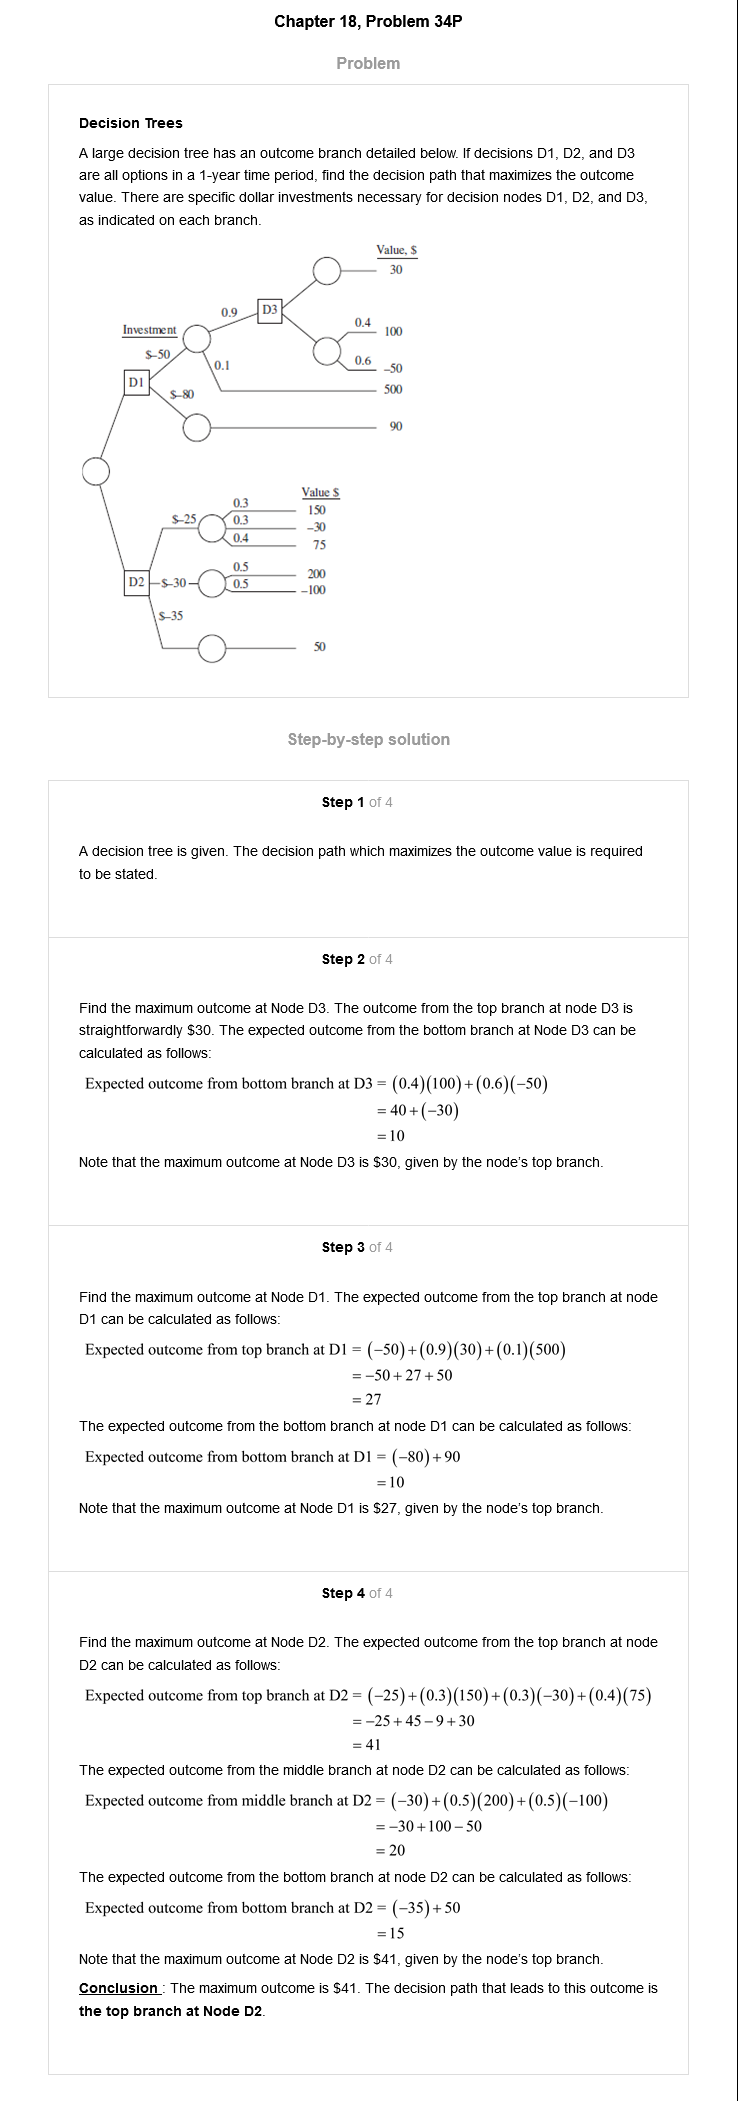 Chapter 18, Problem 34P
Problem
Decision Trees
A large decision tree has an outcome branch detailed below. If decisions D1, D2, and D3
are all options in a 1-year time period, find the decision path that maximizes the outcome
value. There are specific dollar investments necessary for decision nodes D1, D2, and D3,
as indicated on each branch.
Value, $
30
0.9
D3
0.4
100
Investment
$–50
0.6
–50
0.1
500
D1
$–80
90
Value $
0.3
150
$–25
0.3
–30
0.4
75
0.5
200
D2
$–30
0.5
–100
$–35
50
Step-by-step solution
Step 1 of 4
A decision tree is given. The decision path which maximizes the outcome value is required
to be stated.
Step 2 of 4
Find the maximum outcome at Node D3. The outcome from the top branch at node D3 is
straightforwardly $30. The expected outcome from the bottom branch at Node D3 can be
calculated as follows:
Expected outcome from bottom branch at D3 = (0.4)(100)+(0.6)(−50)
= 40+(−30)
= 10
Note that the maximum outcome at Node D3 is $30, given by the node's top branch.
Step 3 of 4
Find the maximum outcome at Node D1. The expected outcome from the top branch at node
D1 can be calculated as follows:
Expected outcome from top branch at D1 = (−50)+(0.9)(30)+(0.1)(500)
= −50+27+50
= 27
The expected outcome from the bottom branch at node D1 can be calculated as follows:
Expected outcome from bottom branch at D1 = (−80)+90
= 10
Note that the maximum outcome at Node D1 is $27, given by the node's top branch.
Step 4 of 4
Find the maximum outcome at Node D2. The expected outcome from the top branch at node
D2 can be calculated as follows:
Expected outcome from top branch at D2 = (−25)+(0.3)(150)+(0.3)(−30)+(0.4)(75)
= −25+45−9+30
= 41
The expected outcome from the middle branch at node D2 can be calculated as follows:
Expected outcome from middle branch at D2 = (−30)+(0.5)(200)+(0.5)(−100)
= −30+100−50
= 20
The expected outcome from the bottom branch at node D2 can be calculated as follows:
Expected outcome from bottom branch at D2 = (−35)+50
= 15
Note that the maximum outcome at Node D2 is $41, given by the node's top branch.
Conclusion : The maximum outcome is $41. The decision path that leads to this outcome is
the top branch at Node D2.